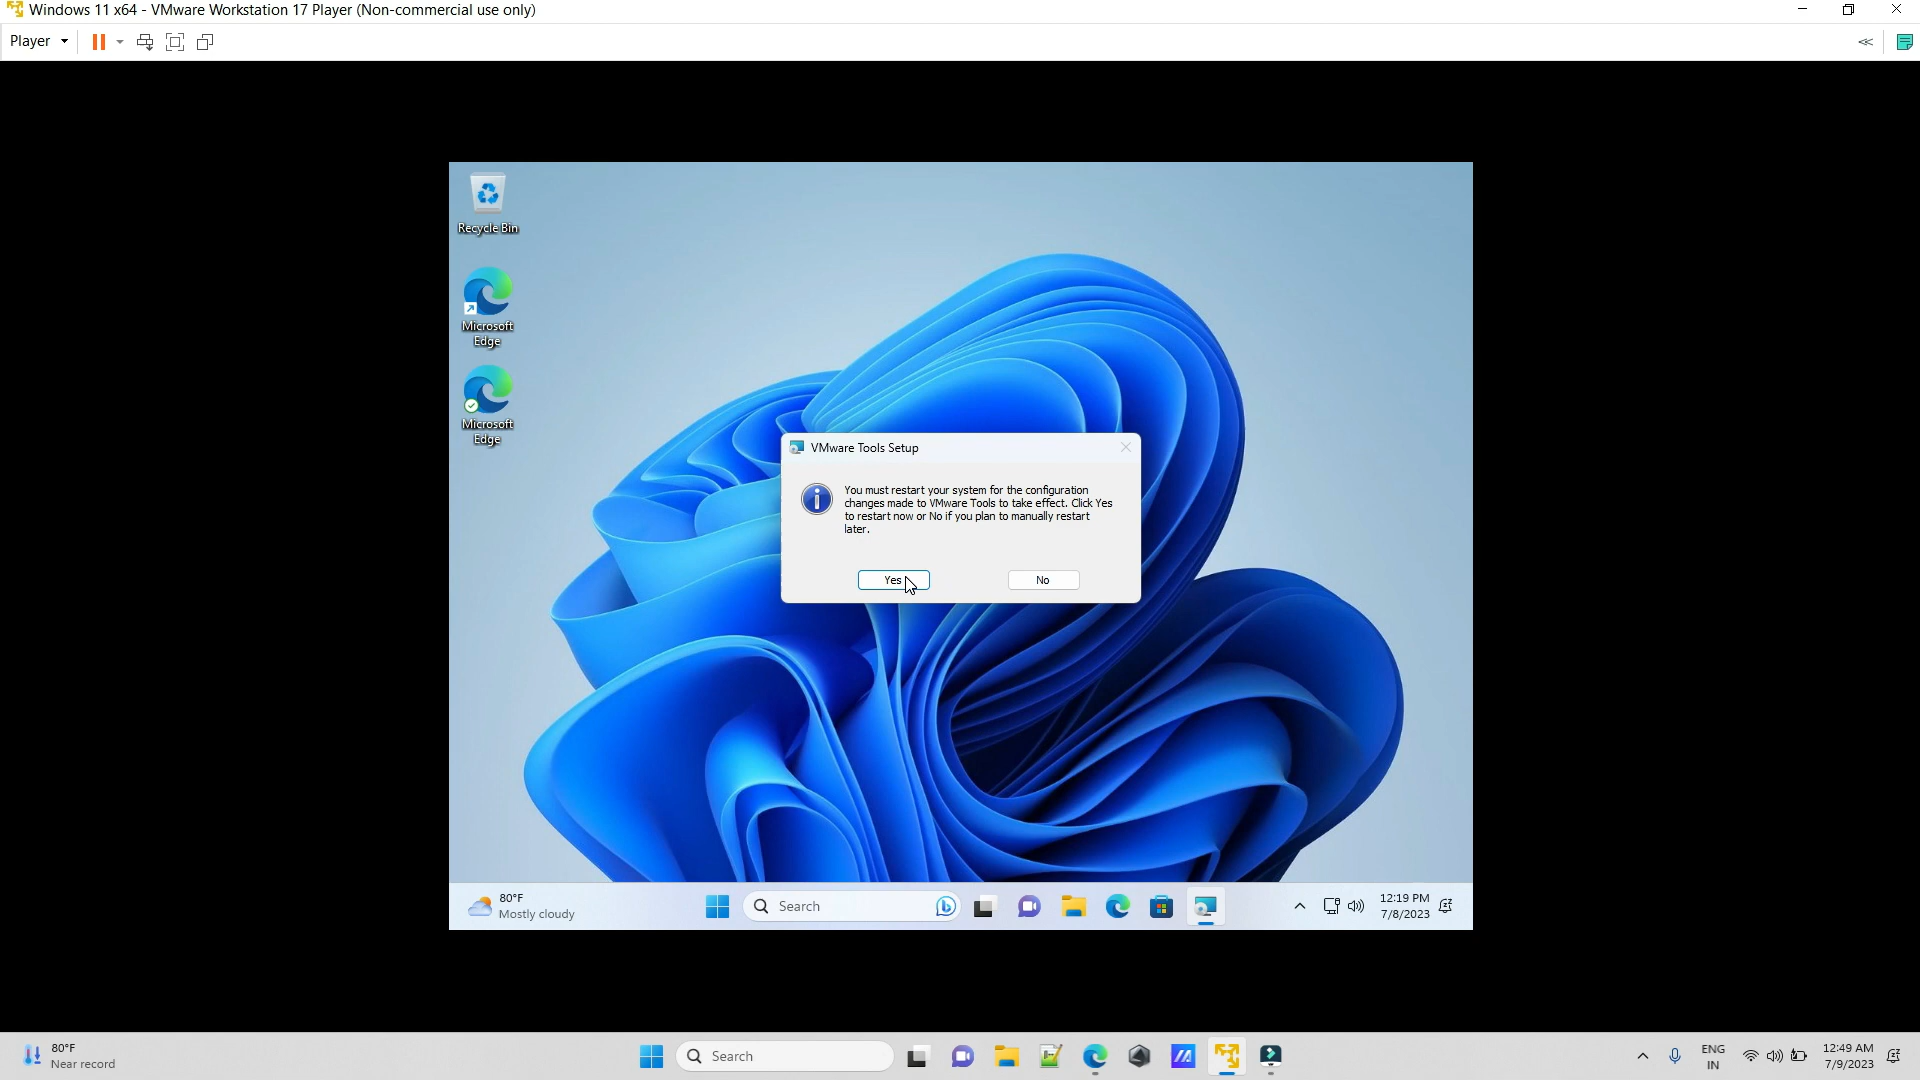 Windows 11 x64 - VMware Workstation 17 Player (Non-commercial use only)
Player
Recycle Bin
Microsoft
Edge
Microsoft
Edge
VMware Tools Setup
You must restart your system for the configuration
changes made to VMware Tools to take effect. Click Yes
to restart now or No if you plan to manually restart
later.
Yes
No
80°F
Mostly cloudy
Search
12:19 PM
7/8/2023
80°F
Near record
Search
ENG
IN
12:49 AM
7/9/2023